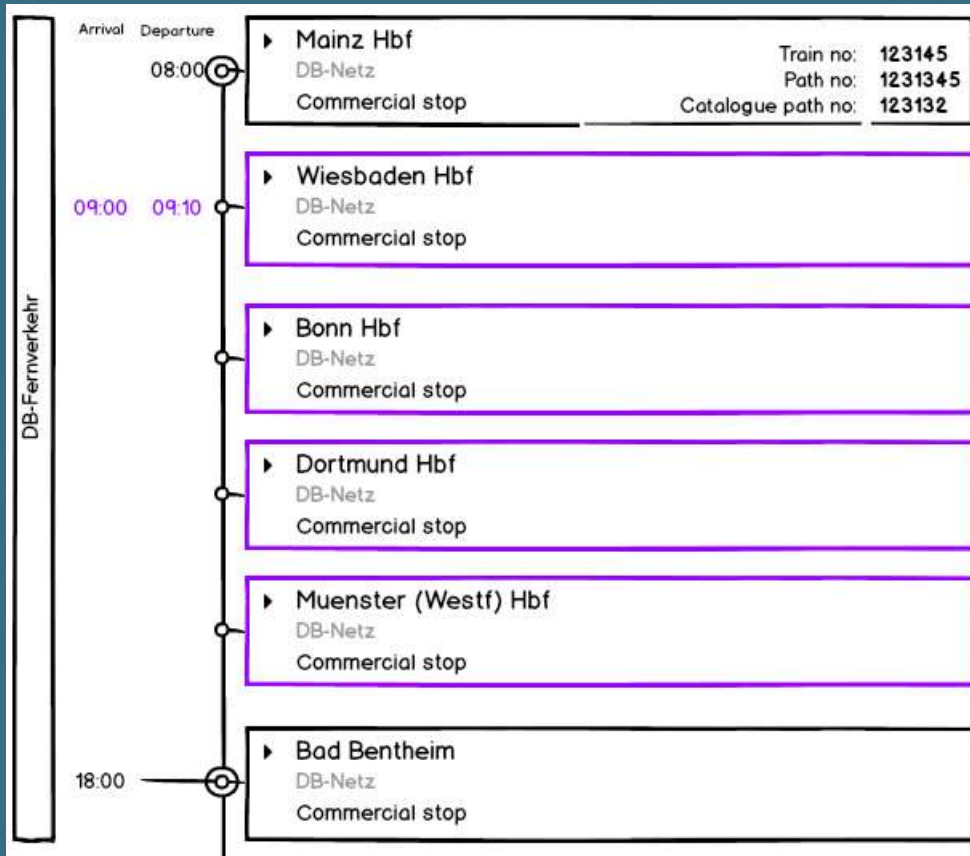 Arrival Departure
08:00
Mainz Hbf
DB-Netz
Commercial stop
Train no: 123145
Path no: 1231345
Catalogue path no: 123132
09:00 09:10
Wiesbaden Hbf
DB-Netz
Commercial stop
DB-Fernverkehr
Bonn Hbf
DB-Netz
Commercial stop
Dortmund Hbf
DB-Netz
Commercial stop
Muenster (Westf) Hbf
DB-Netz
Commercial stop
18:00
Bad Bentheim
DB-Netz
Commercial stop